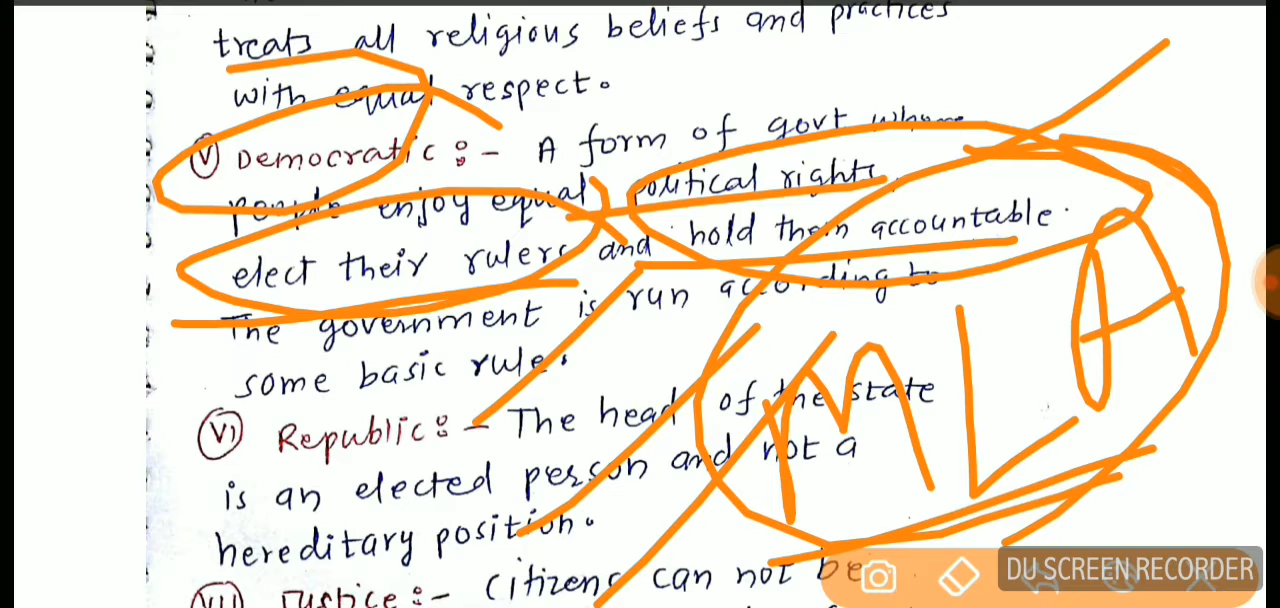 treats all religious beliefs and practices
with equal respect.
(V) Democratic :- A form of govt where
people enjoy equal political rights,
elect their rulers and hold them accountable.
The government is run according to
some basic rule.
(VI) Republic :- The head of the state
is an elected person and not a
hereditary position.
(VII) Justice :- Citizens can not be
MLA
DU SCREEN RECORDER